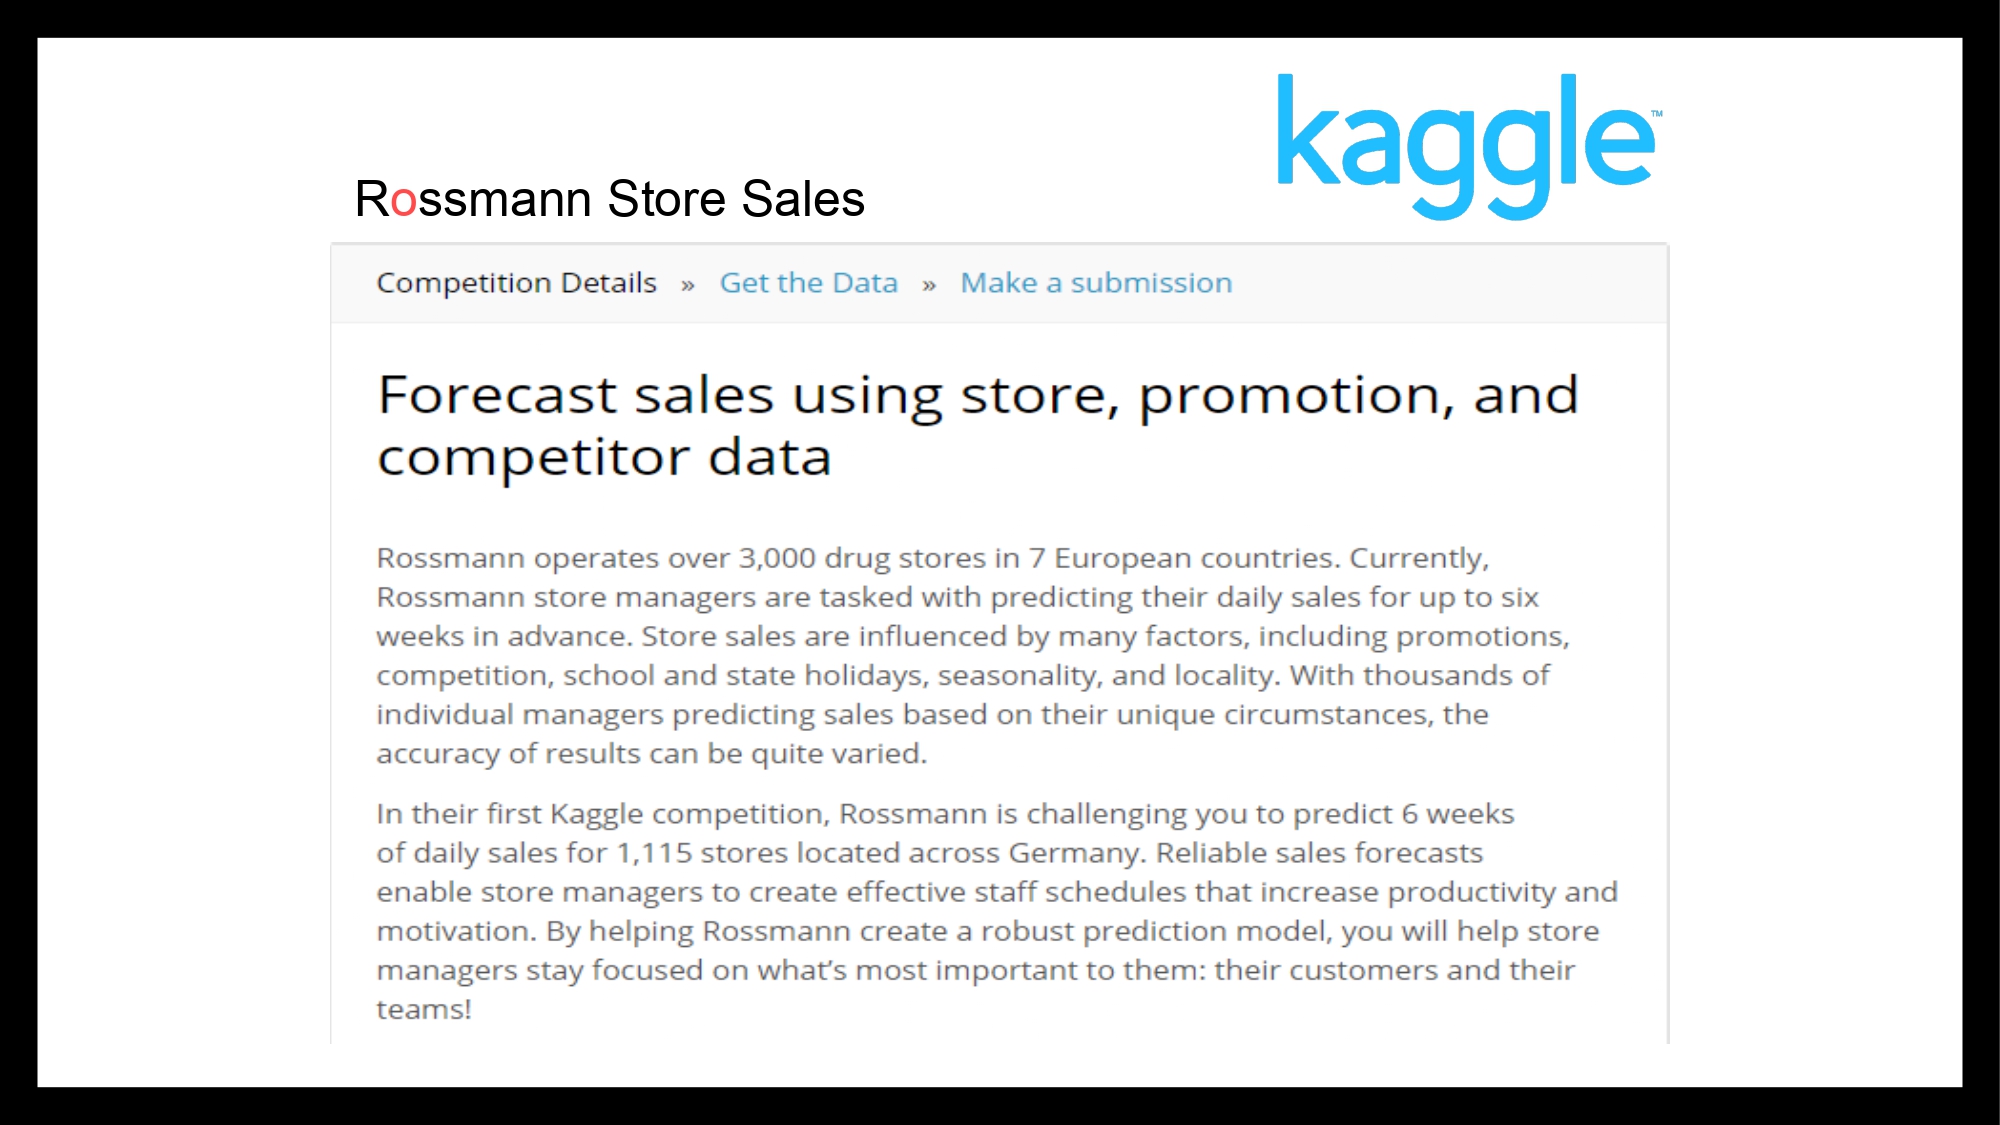 kaggle™
Rossmann Store Sales
Competition Details » Get the Data » Make a submission
Forecast sales using store, promotion, and
competitor data
Rossmann operates over 3,000 drug stores in 7 European countries. Currently,
Rossmann store managers are tasked with predicting their daily sales for up to six
weeks in advance. Store sales are influenced by many factors, including promotions,
competition, school and state holidays, seasonality, and locality. With thousands of
individual managers predicting sales based on their unique circumstances, the
accuracy of results can be quite varied.
In their first Kaggle competition, Rossmann is challenging you to predict 6 weeks
of daily sales for 1,115 stores located across Germany. Reliable sales forecasts
enable store managers to create effective staff schedules that increase productivity and
motivation. By helping Rossmann create a robust prediction model, you will help store
managers stay focused on what’s most important to them: their customers and their
teams!